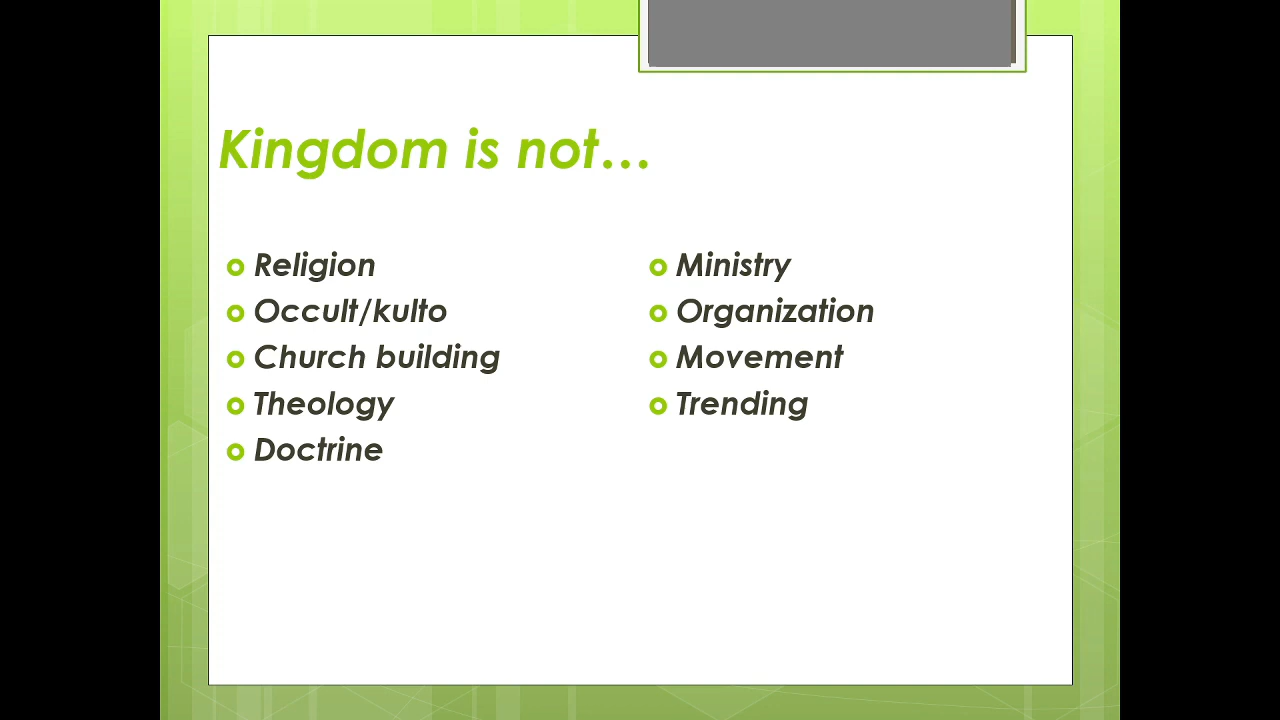 Kingdom is not…
Religion
Occult/kulto
Church building
Theology
Doctrine
Ministry
Organization
Movement
Trending